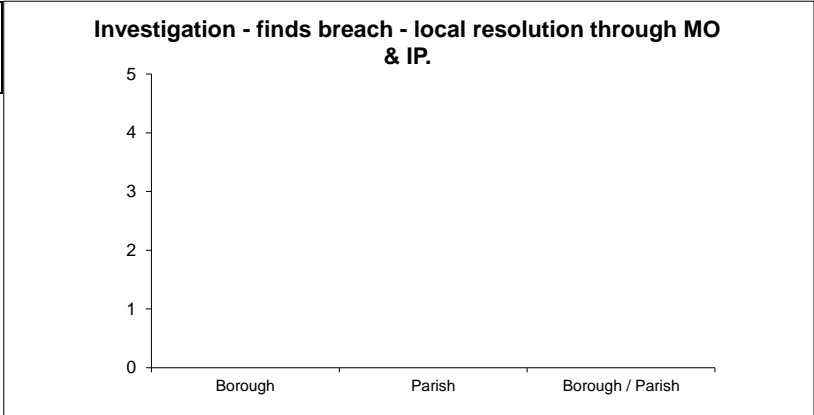 Investigation - finds breach - local resolution through MO
& IP.
5
4
3
2
1
0
Borough Parish Borough / Parish